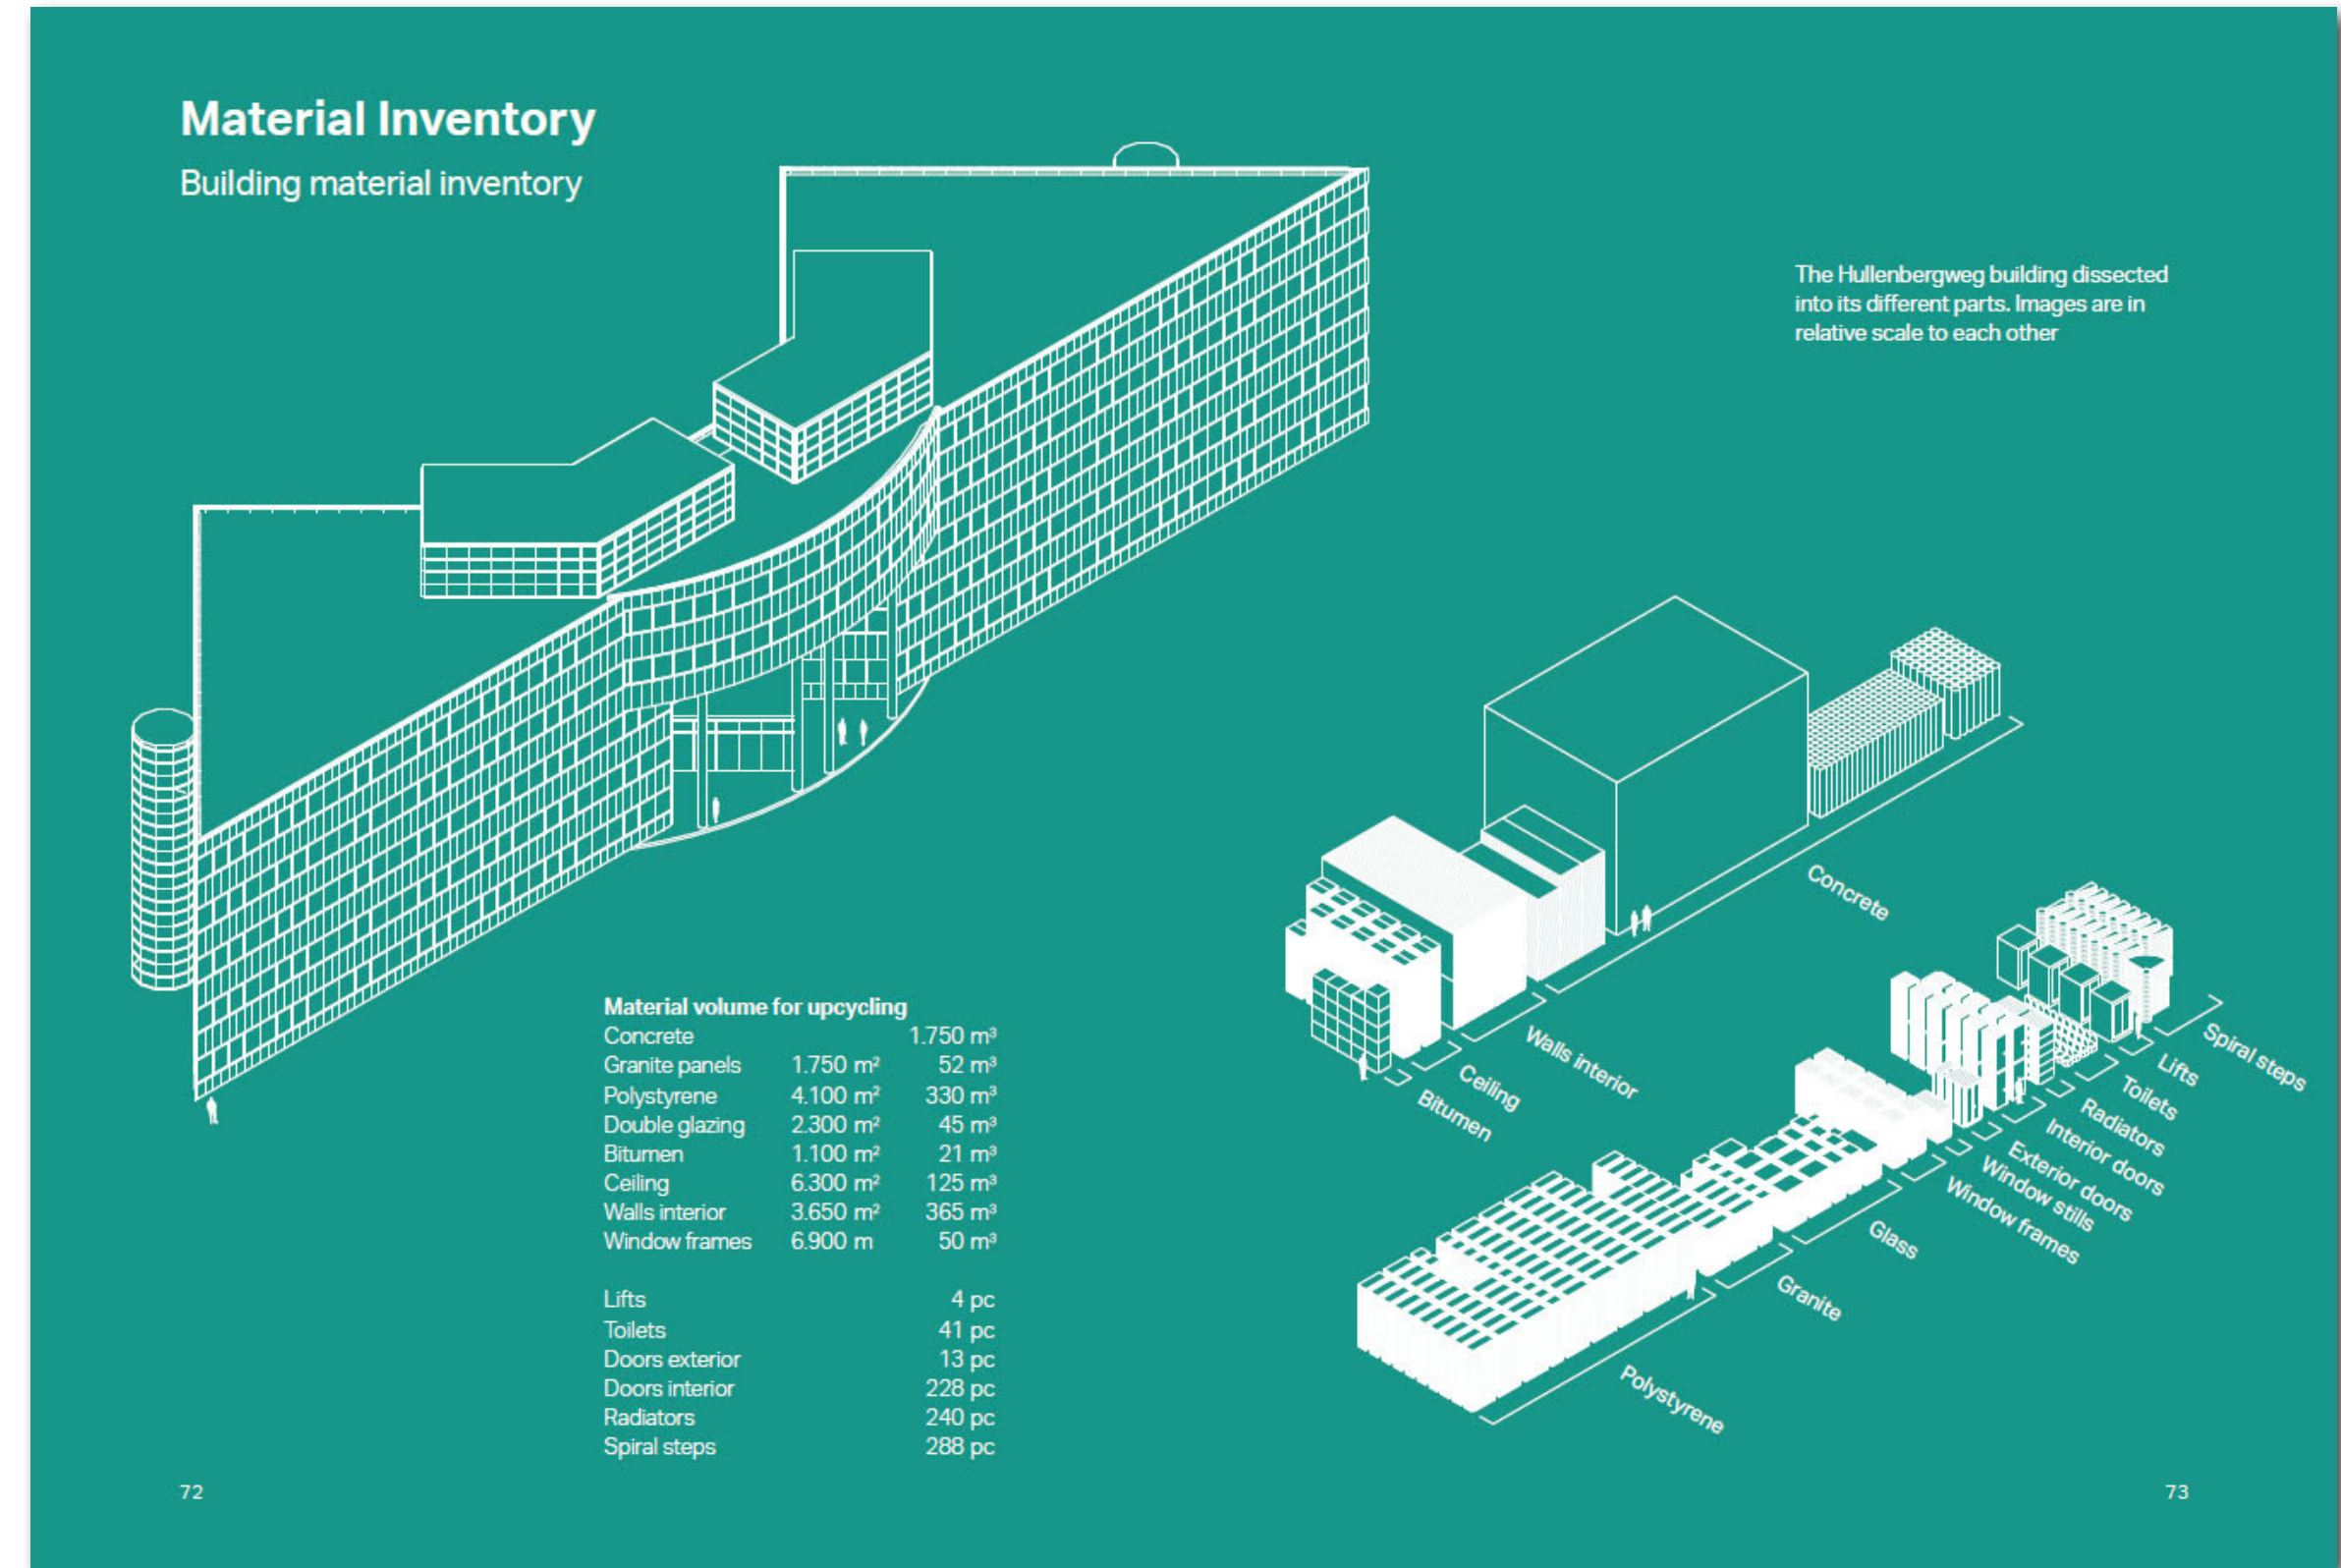 Material Inventory
Building material inventory
The Hullenbergweg building dissected
into its different parts. Images are in
relative scale to each other
Material volume for upcycling
Concrete 1.750 m³
Granite panels 1.750 m² 52 m³
Polystyrene 4.100 m² 330 m³
Double glazing 2.300 m² 45 m³
Bitumen 1.100 m² 21 m³
Ceiling 6.300 m² 125 m³
Walls interior 3.650 m² 365 m³
Window frames 6.900 m 50 m³
Lifts 4 pc
Toilets 41 pc
Doors exterior 13 pc
Doors interior 228 pc
Radiators 240 pc
Spiral steps 288 pc
Concrete
Walls interior
Ceiling
Bitumen
Spiral steps
Lifts
Toilets
Radiators
Interior doors
Exterior doors
Window stills
Window frames
Glass
Granite
Polystyrene
72
73